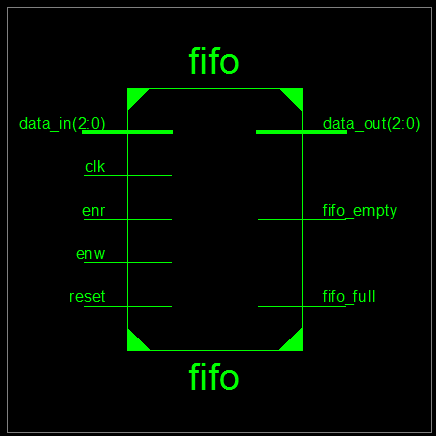 fifo
data_in(2:0)
data_out(2:0)
clk
enr
fifo_empty
enw
reset
fifo_full
fifo